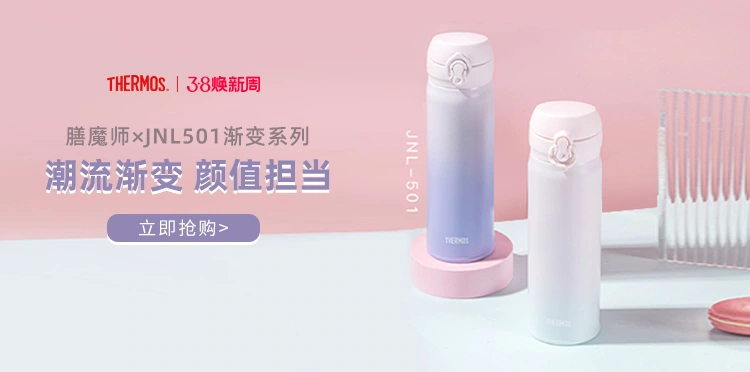 THERMOS. | 38焕新周
膳魔师×JNL501渐变系列
潮流渐变 颜值担当
立即抢购>
JNL-501
THERMOS
THERMOS